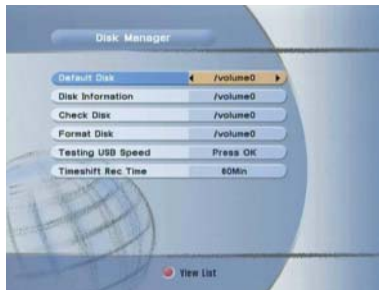 Disk Manager
Default Disk /volume0
Disk Information /volume0
Check Disk /volume0
Format Disk /volume0
Testing USB Speed Press OK
Timeshift Rec Time 60Min
View List